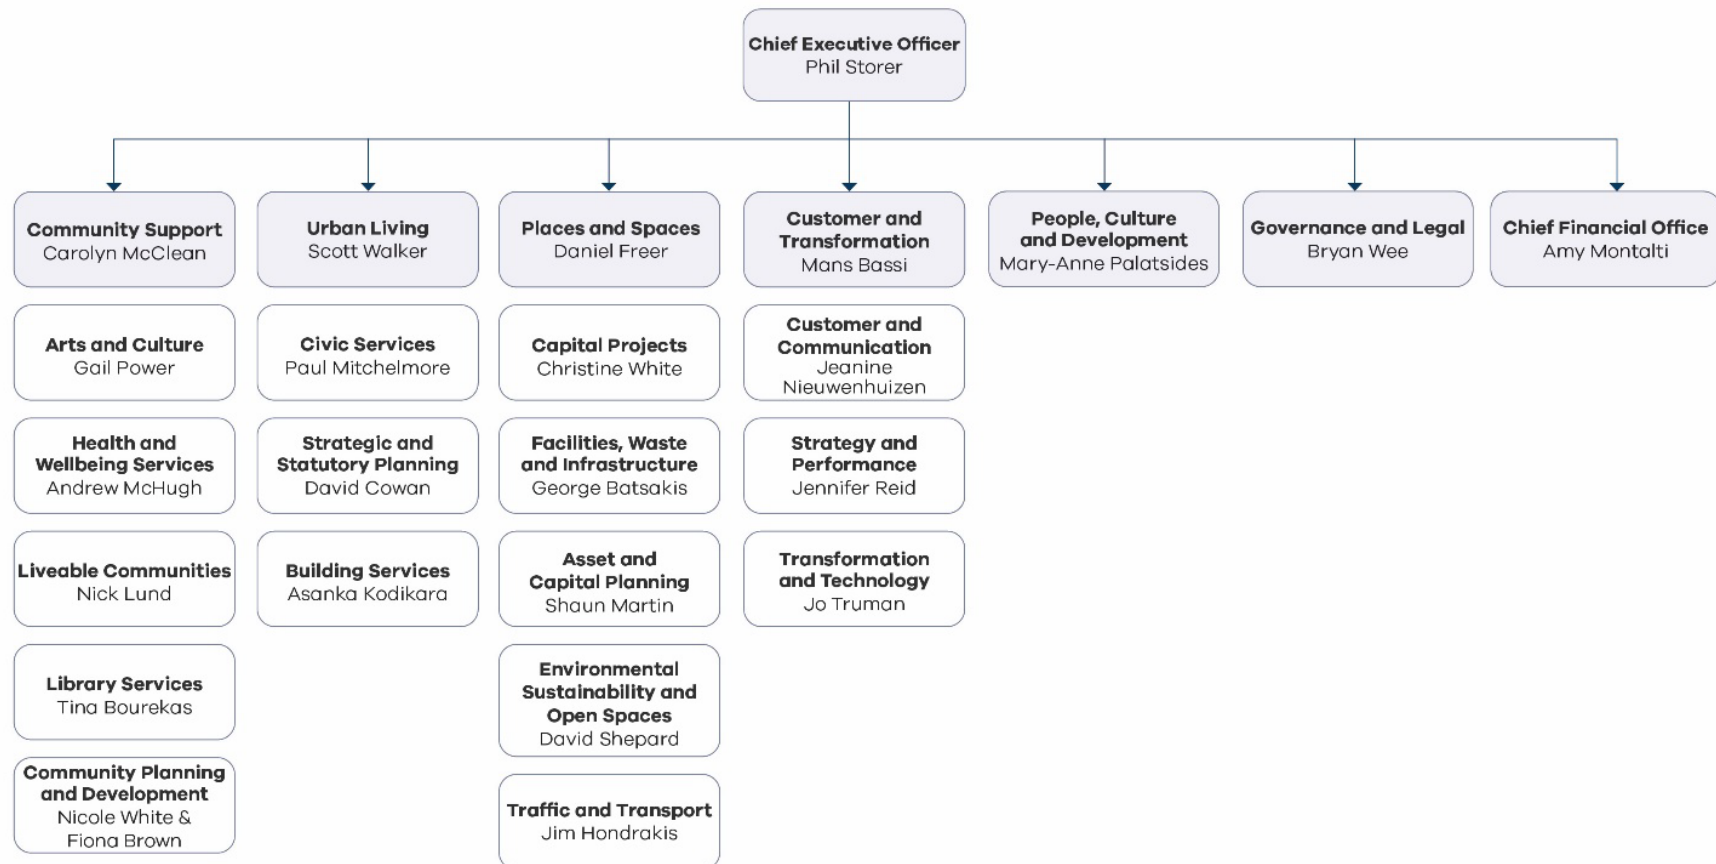 Chief Executive Officer
Phil Storer
Community Support
Carolyn McClean
Urban Living
Scott Walker
Places and Spaces
Daniel Freer
Customer and
Transformation
Mans Bassi
People, Culture
and Development
Mary-Anne Palatsides
Governance and Legal
Bryan Wee
Chief Financial Office
Amy Montalti
Arts and Culture
Gail Power
Civic Services
Paul Mitchelmore
Capital Projects
Christine White
Customer and
Communication
Jeanine
Nieuwenhuizen
Health and
Wellbeing Services
Andrew McHugh
Strategic and
Statutory Planning
David Cowan
Facilities, Waste
and Infrastructure
George Batsakis
Strategy and
Performance
Jennifer Reid
Liveable Communities
Nick Lund
Building Services
Asanka Kodikara
Asset and
Capital Planning
Shaun Martin
Transformation
and Technology
Jo Truman
Library Services
Tina Bourekas
Environmental
Sustainability and
Open Spaces
David Shepard
Community Planning
and Development
Nicole White &
Fiona Brown
Traffic and Transport
Jim Hondrakis